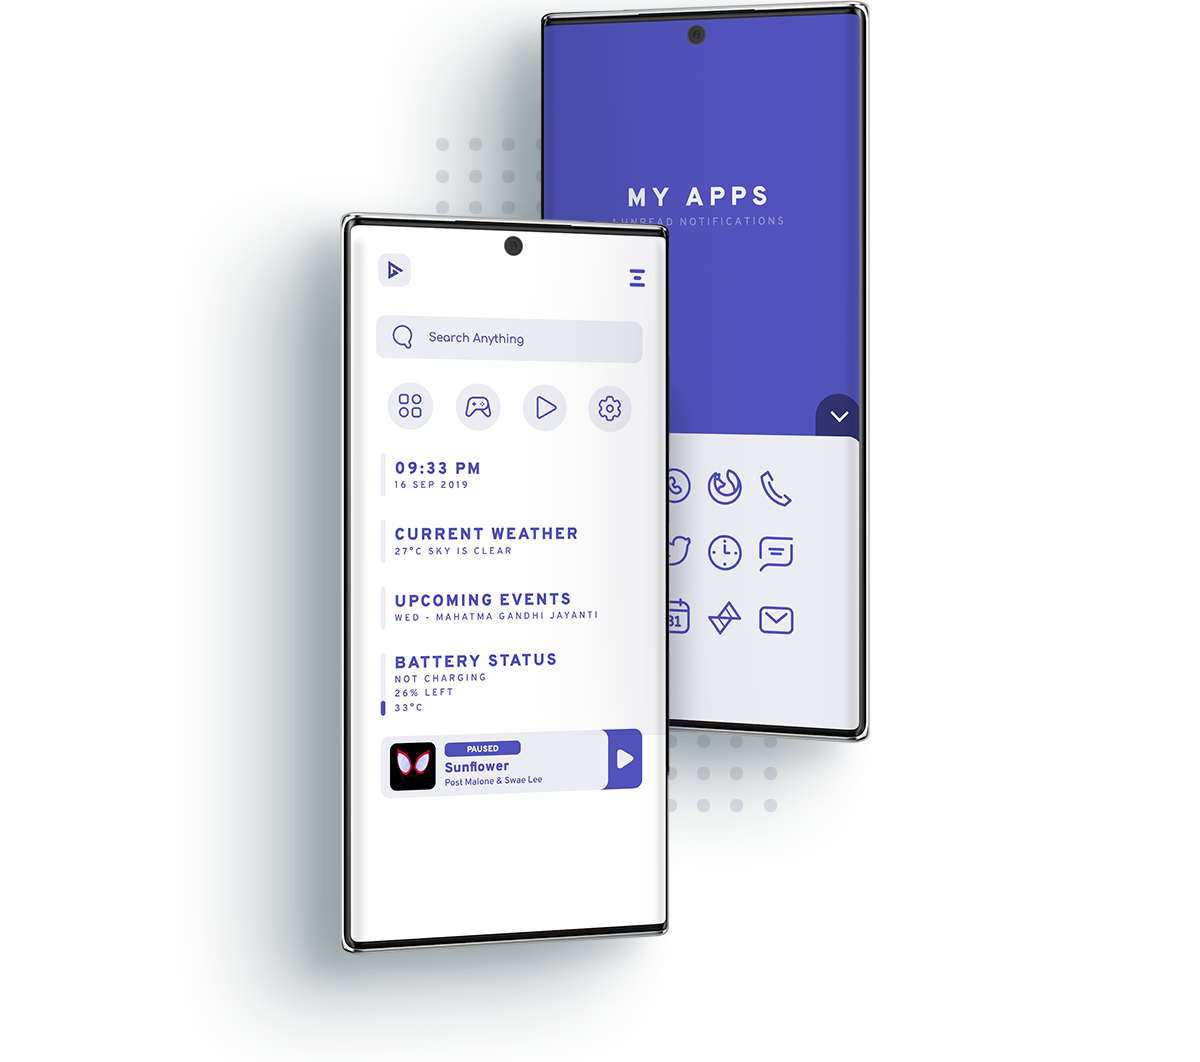 MY APPS
1 UNREAD NOTIFICATIONS
Search Anything
09:33 PM
16 SEP 2019
CURRENT WEATHER
27°C SKY IS CLEAR
UPCOMING EVENTS
WED - MAHATMA GANDHI JAYANTI
BATTERY STATUS
NOT CHARGING
26% LEFT
33°C
PAUSED
Sunflower
Post Malone & Swae Lee
31